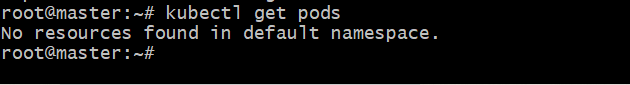 root@master:~# kubectl get pods
No resources found in default namespace.
root@master:~#